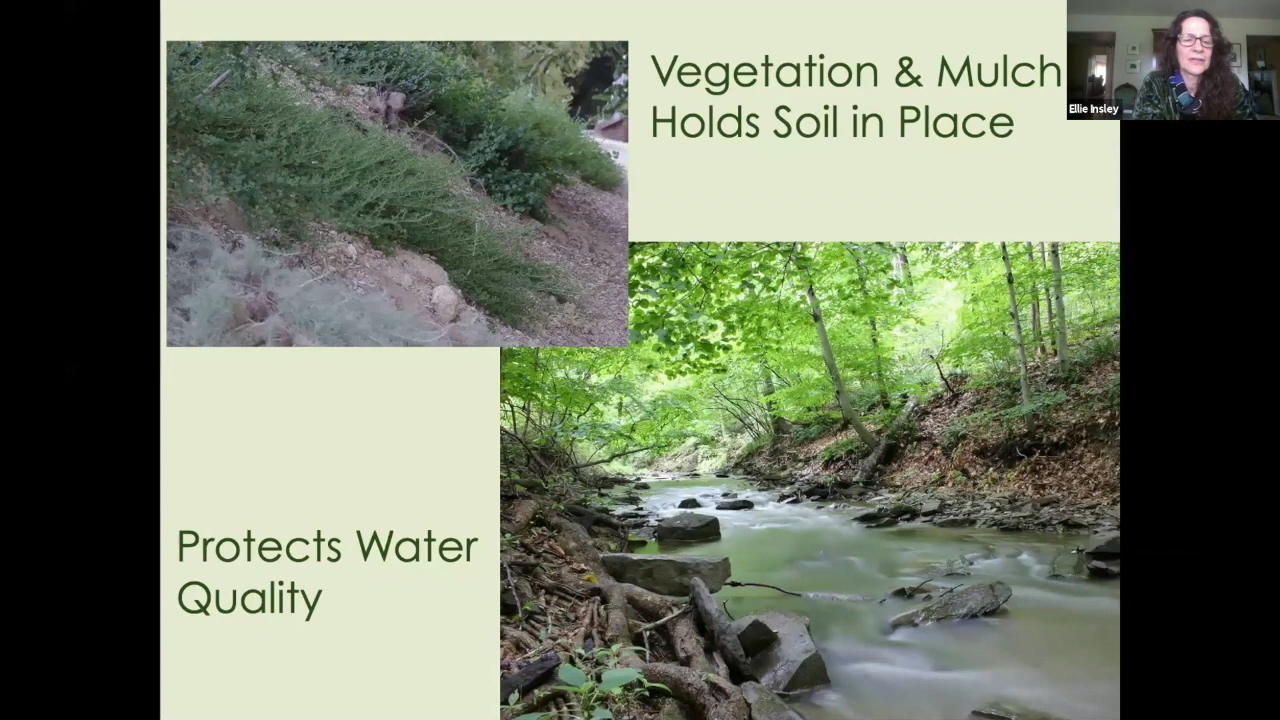 Vegetation & Mulch
Holds Soil in Place
Ellie Insley
Protects Water
Quality